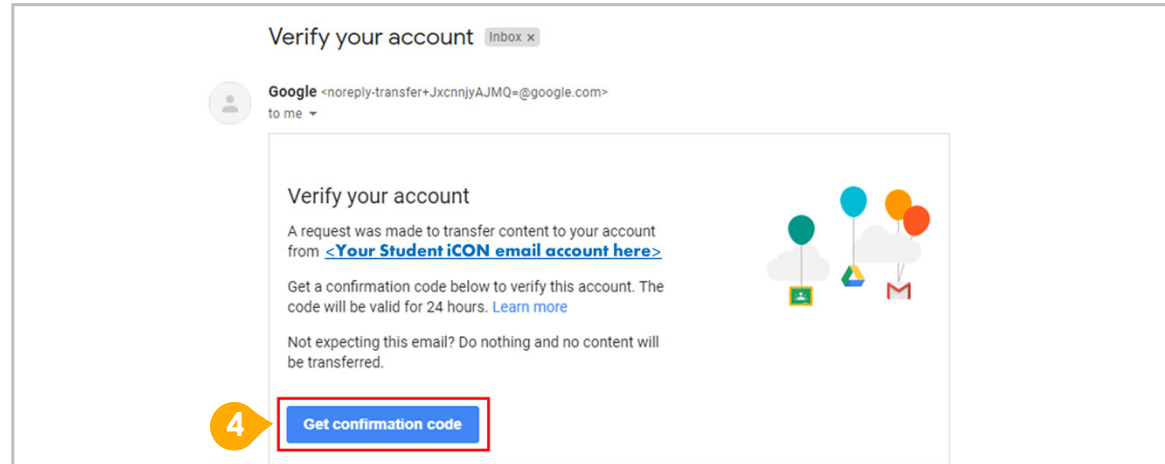 Verify your account Inbox x
Google <noreply-transfer+JxcnnjyAJMQ=@google.com>
to me
Verify your account
A request was made to transfer content to your account
from <Your Student iCON email account here>
Get a confirmation code below to verify this account. The
code will be valid for 24 hours. Learn more
Not expecting this email? Do nothing and no content will
be transferred.
4 Get confirmation code